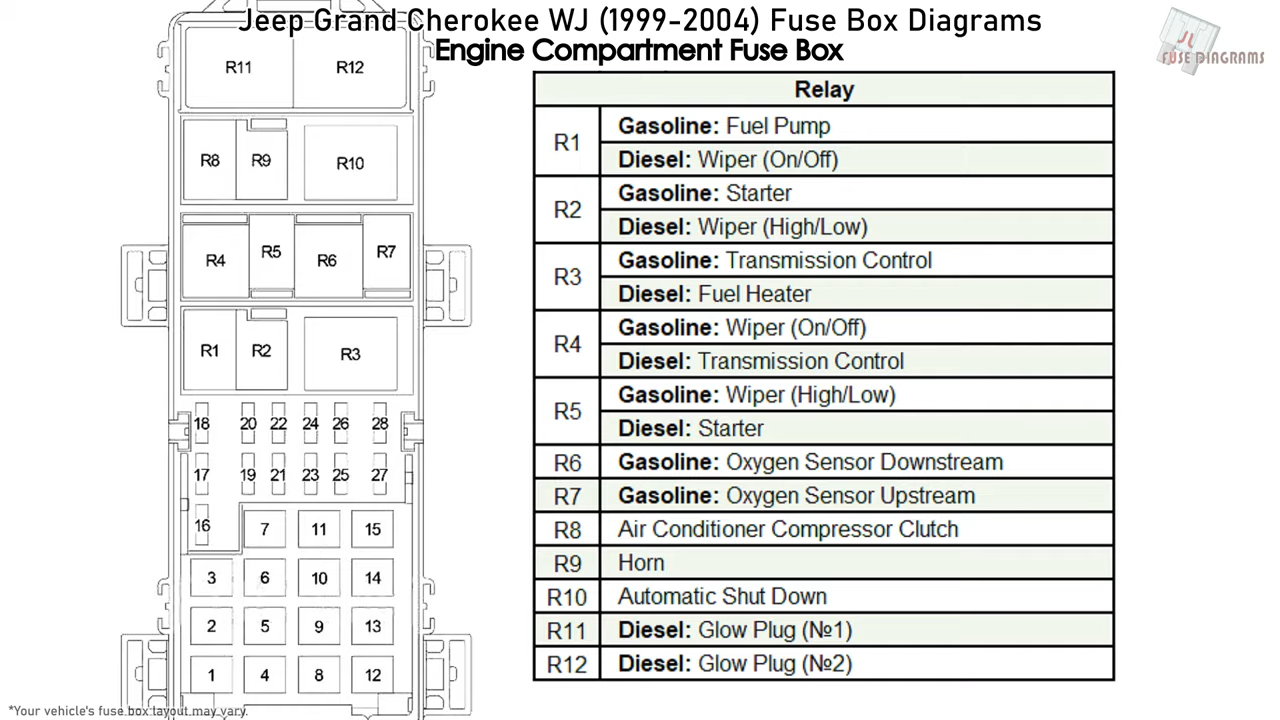 Jeep Grand Cherokee WJ (1999-2004) Fuse Box Diagrams
Engine Compartment Fuse Box
JL
FUSE DIAGRAMS
R11 R12
R8 R9 R10
R4 R5 R6 R7
R1 R2 R3
18 20 22 24 26 28
17 19 21 23 25 27
16 7 11 15
3 6 10 14
2 5 9 13
1 4 8 12
Relay
R1 Gasoline: Fuel Pump
Diesel: Wiper (On/Off)
R2 Gasoline: Starter
Diesel: Wiper (High/Low)
R3 Gasoline: Transmission Control
Diesel: Fuel Heater
R4 Gasoline: Wiper (On/Off)
Diesel: Transmission Control
R5 Gasoline: Wiper (High/Low)
Diesel: Starter
R6 Gasoline: Oxygen Sensor Downstream
R7 Gasoline: Oxygen Sensor Upstream
R8 Air Conditioner Compressor Clutch
R9 Horn
R10 Automatic Shut Down
R11 Diesel: Glow Plug (№1)
R12 Diesel: Glow Plug (№2)
*Your vehicle's fuse box layout may vary.